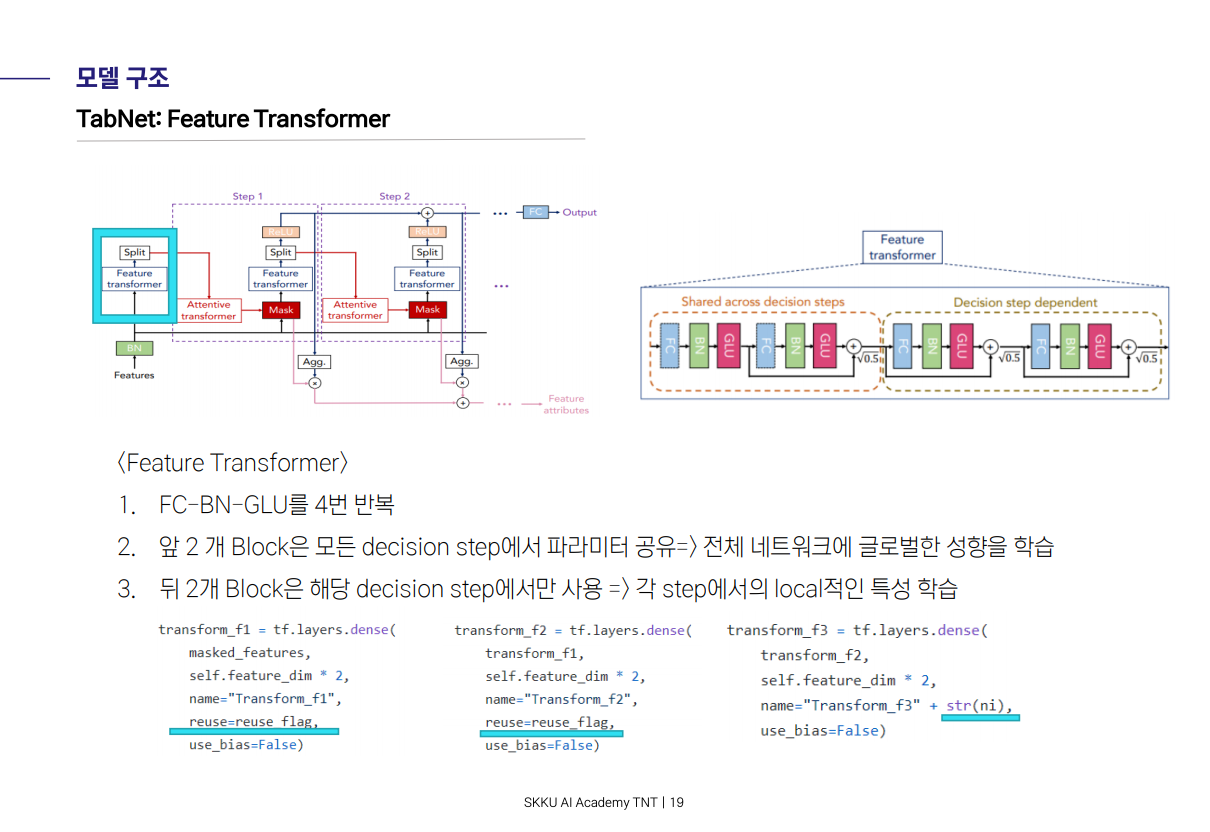 모델 구조
TabNet: Feature Transformer
Step 1
Step 2
FC
Output
ReLU
ReLU
Split
Split
Split
Feature
transformer
Feature
transformer
Feature
transformer
Attentive
transformer
Mask
Attentive
transformer
Mask
BN
Features
Agg.
Agg.
Feature
attributes
Feature
transformer
Shared across decision steps
Decision step dependent
FC
BN
GLU
FC
BN
GLU
√0.5
FC
BN
GLU
√0.5
FC
BN
GLU
√0.5
〈Feature Transformer〉
1. FC-BN-GLU를 4번 반복
2. 앞 2 개 Block은 모든 decision step에서 파라미터 공유=〉 전체 네트워크에 글로벌한 성향을 학습
3. 뒤 2개 Block은 해당 decision step에서만 사용 =〉 각 step에서의 local적인 특성 학습
transform_f1 = tf.layers.dense(
masked_features,
self.feature_dim * 2,
name="Transform_f1",
reuse=reuse_flag,
use_bias=False)
transform_f2 = tf.layers.dense(
transform_f1,
self.feature_dim * 2,
name="Transform_f2",
reuse=reuse_flag,
use_bias=False)
transform_f3 = tf.layers.dense(
transform_f2,
self.feature_dim * 2,
name="Transform_f3" + str(ni),
use_bias=False)
SKKU AI Academy TNT | 19